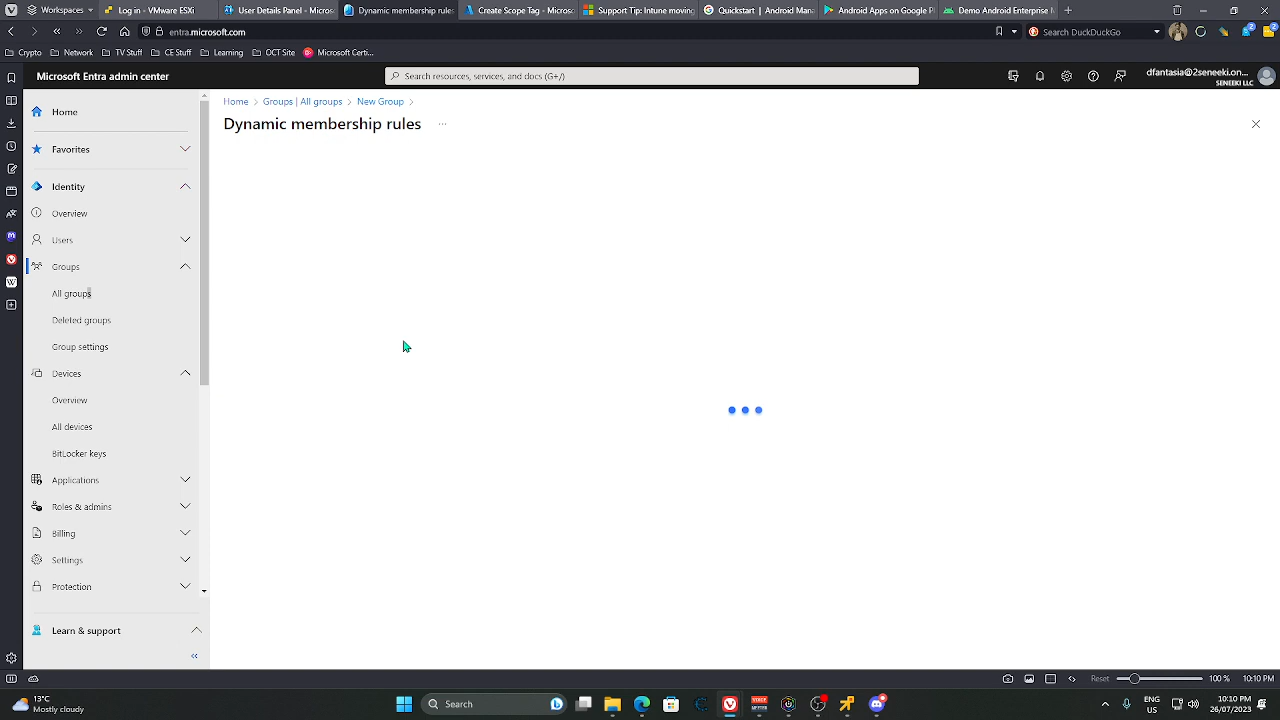 Workspaces
Log in - VMware ESXi
User Details Panel - Micros
Dynamic membership rules
Create Scope Tag - Microso
Support Tip: Intune moving
Quickstart | Android Mana
Android Apps on Google P
Demo Android Enterprise I
entra.microsoft.com
Search DuckDuckGo
Crypto
Network
TV Stuff
CE Stuff
Learning
OCT Site
Microsoft Certi...
Microsoft Entra admin center
Search resources, services, and docs (G+/)
dfantasia@2seneeki.on...
SENEEKI LLC
Home
Favorites
Identity
Overview
Users
Groups
All groups
Deleted groups
Group settings
Devices
Overview
All devices
BitLocker keys
Applications
Roles & admins
Billing
Settings
Protection
Learn & support
Home > Groups | All groups > New Group >
Dynamic membership rules ...
Reset
100 %
10:10 PM
13°C
Mostly cloudy
Search
ENG
US
10:10 PM
26/07/2023